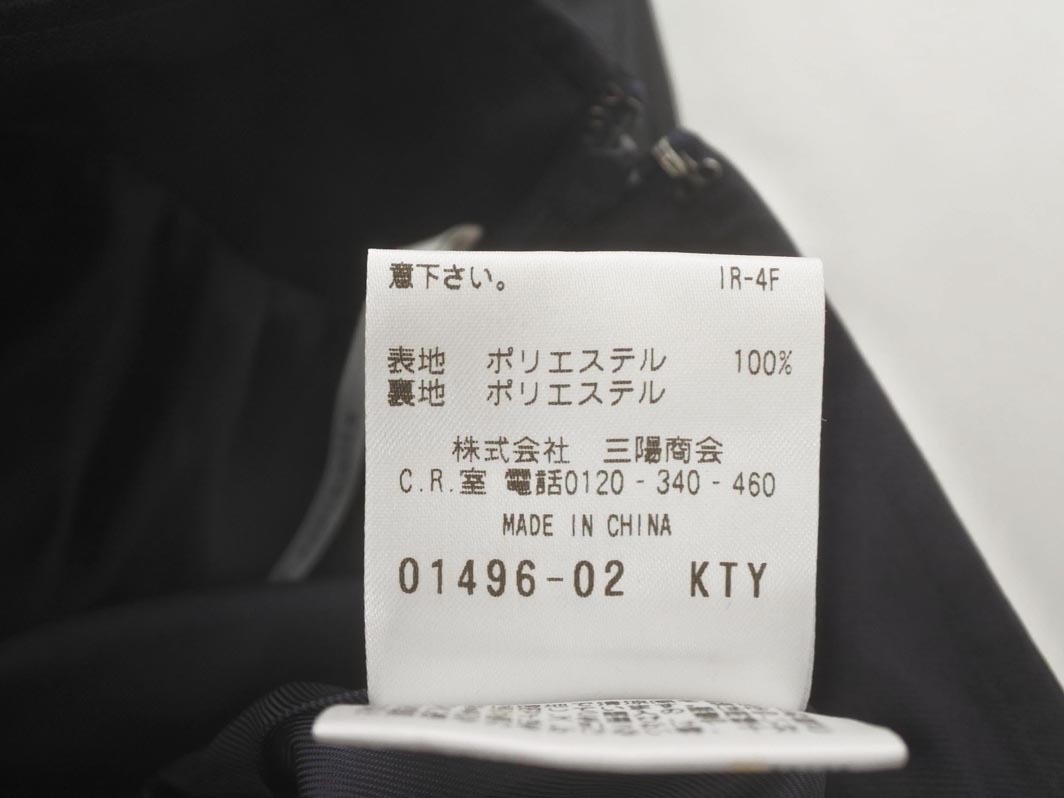 意下さい。 IR-4F
表地 ポリエステル 100%
裏地 ポリエステル
株式会社 三陽商会
C.R.室 電話0120-340-460
MADE IN CHINA
01496-02 KTY